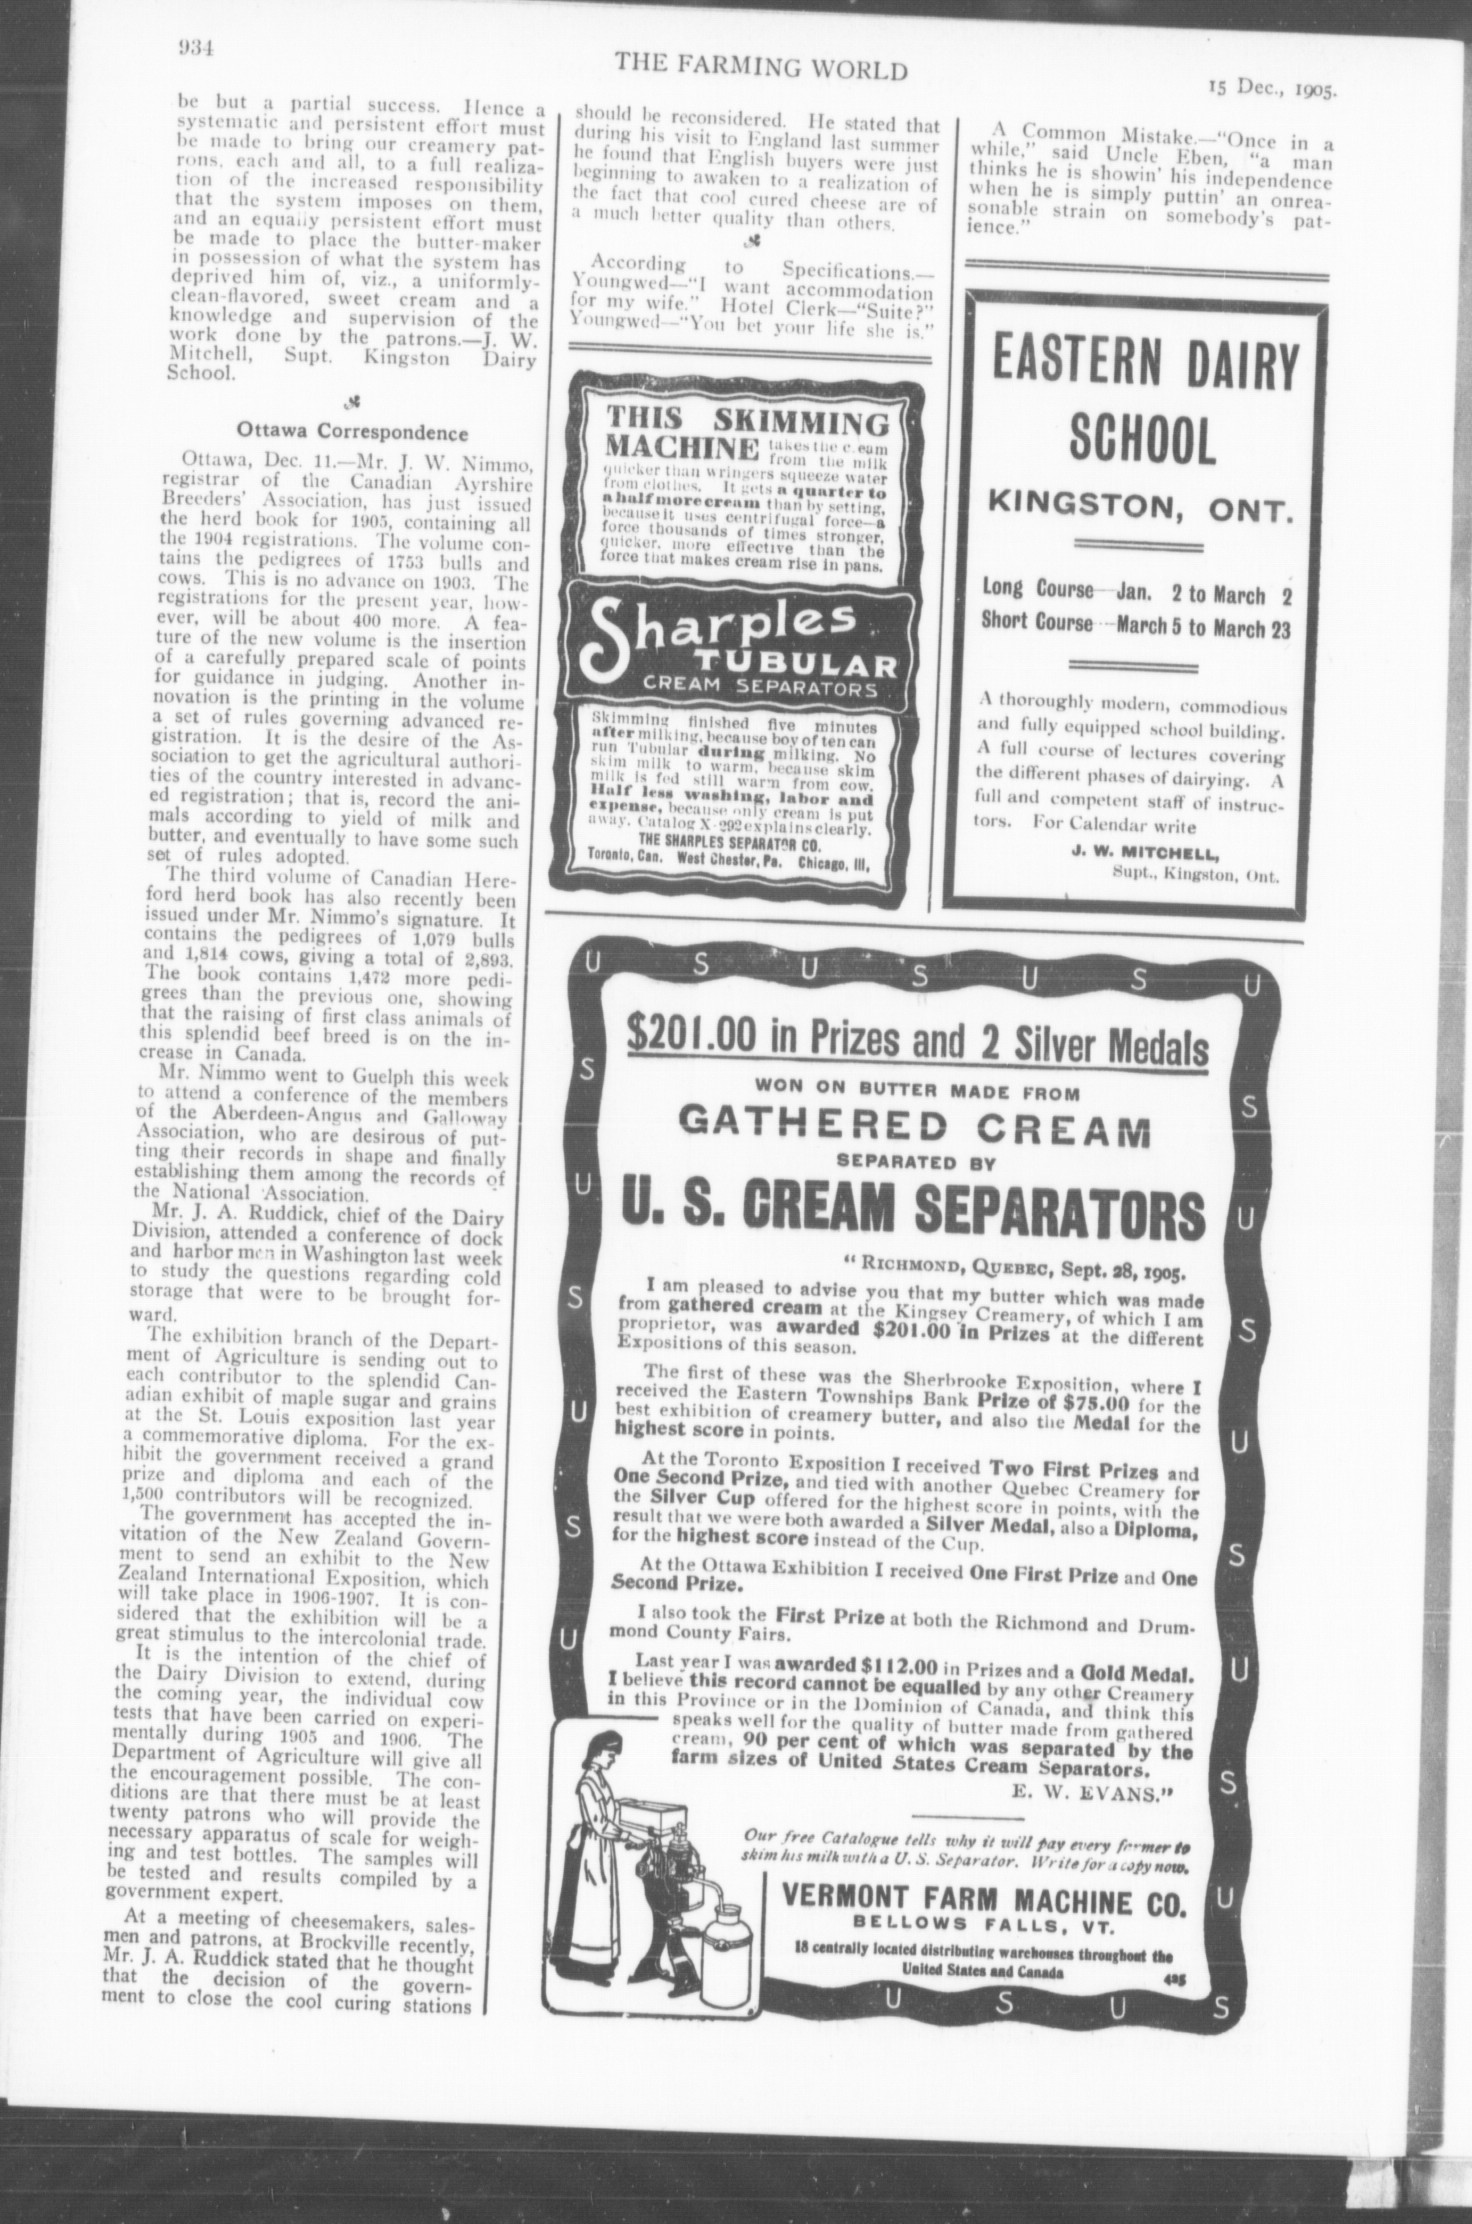 934
THE FARMING WORLD
15 Dec., 1905.
be but a partial success. Hence a
systematic and persistent effort must
be made to bring our creamery pat-
rons, each and all, to a full realiza-
tion of the increased responsibility
that the system imposes on them,
and an equally persistent effort must
be made to place the butter-maker
in possession of what the system has
deprived him of, viz., a uniformly-
clean-flavored, sweet cream and a
knowledge and supervision of the
work done by the patrons.—J. W.
Mitchell, Supt. Kingston Dairy
School.
Ottawa Correspondence
Ottawa, Dec. 11.—Mr. J. W. Nimmo,
registrar of the Canadian Ayrshire
Breeders' Association, has just issued
the herd book for 1905, containing all
the 1904 registrations. The volume con-
tains the pedigrees of 1753 bulls and
cows. This is no advance on 1903. The
registrations for the present year, how-
ever, will be about 400 more. A fea-
ture of the new volume is the insertion
of a carefully prepared scale of points
for guidance in judging. Another in-
novation is the printing in the volume
a set of rules governing advanced re-
gistration. It is the desire of the As-
sociation to get the agricultural authori-
ties of the country interested in advanc-
ed registration; that is, record the ani-
mals according to yield of milk and
butter, and eventually to have some such
set of rules adopted.
The third volume of Canadian Here-
ford herd book has also recently been
issued under Mr. Nimmo's signature. It
contains the pedigrees of 1,079 bulls
and 1,814 cows, giving a total of 2,893.
The book contains 1,472 more pedi-
grees than the previous one, showing
that the raising of first class animals of
this splendid beef breed is on the in-
crease in Canada.
Mr. Nimmo went to Guelph this week
to attend a conference of the members
of the Aberdeen-Angus and Galloway
Association, who are desirous of put-
ting their records in shape and finally
establishing them among the records of
the National Association.
Mr. J. A. Ruddick, chief of the Dairy
Division, attended a conference of dock
and harbor men in Washington last week
to study the questions regarding cold
storage that were to be brought for-
ward.
The exhibition branch of the Depart-
ment of Agriculture is sending out to
each contributor to the splendid Can-
adian exhibit of maple sugar and grains
at the St. Louis exposition last year
a commemorative diploma. For the ex-
hibit the government received a grand
prize and diploma and each of the
1,500 contributors will be recognized.
The government has accepted the in-
vitation of the New Zealand Govern-
ment to send an exhibit to the New
Zealand International Exposition, which
will take place in 1906-1907. It is con-
sidered that the exhibition will be a
great stimulus to the intercolonial trade.
It is the intention of the chief of
the Dairy Division to extend, during
the coming year, the individual cow
tests that have been carried on experi-
mentally during 1905 and 1906. The
Department of Agriculture will give all
the encouragement possible. The con-
ditions are that there must be at least
twenty patrons who will provide the
necessary apparatus of scale for weigh-
ing and test bottles. The samples will
be tested and results compiled by a
government expert.
At a meeting of cheesemakers, sales-
men and patrons, at Brockville recently,
Mr. J. A. Ruddick stated that he thought
that the decision of the govern-
ment to close the cool curing stations
should be reconsidered. He stated that
during his visit to England last summer
he found that English buyers were just
beginning to awaken to a realization of
the fact that cool cured cheese are of
a much better quality than others.
According to Specifications.—
Youngwed—"I want accommodation
for my wife." Hotel Clerk—"Suite?"
Youngwed—"You bet your life she is."
THIS SKIMMING
MACHINE takes the cream
from the milk
quicker than wringers squeeze water
from clothes. It gets a quarter to
a half more cream than by setting,
because it uses centrifugal force—a
force thousands of times stronger,
quicker, more effective than the
force that makes cream rise in pans.
Sharples
TUBULAR
CREAM SEPARATORS
Skimming finished five minutes
after milking, because boy of ten can
run Tubular during milking. No
skim milk to warm, because skim
milk is fed still warm from cow.
Half less washing, labor and
expense, because only cream is put
away. Catalog X-292 explains clearly.
THE SHARPLES SEPARATOR CO.
Toronto, Can. West Chester, Pa. Chicago, Ill,
A Common Mistake.—"Once in a
while," said Uncle Eben, "a man
thinks he is showin' his independence
when he is simply puttin' an onrea-
sonable strain on somebody's pat-
ience."
EASTERN DAIRY
SCHOOL
KINGSTON, ONT.
Long Course—Jan. 2 to March 2
Short Course—March 5 to March 23
A thoroughly modern, commodious
and fully equipped school building.
A full course of lectures covering
the different phases of dairying. A
full and competent staff of instruc-
tors. For Calendar write
J. W. MITCHELL,
Supt., Kingston, Ont.
U S U S U S U
S U S U S U
S U S U S U S U
U S U S
$201.00 in Prizes and 2 Silver Medals
WON ON BUTTER MADE FROM
GATHERED CREAM
SEPARATED BY
U. S. CREAM SEPARATORS
"RICHMOND, QUEBEC, Sept. 28, 1905.
I am pleased to advise you that my butter which was made
from gathered cream at the Kingsey Creamery, of which I am
proprietor, was awarded $201.00 in Prizes at the different
Expositions of this season.
The first of these was the Sherbrooke Exposition, where I
received the Eastern Townships Bank Prize of $75.00 for the
best exhibition of creamery butter, and also the Medal for the
highest score in points.
At the Toronto Exposition I received Two First Prizes and
One Second Prize, and tied with another Quebec Creamery for
the Silver Cup offered for the highest score in points, with the
result that we were both awarded a Silver Medal, also a Diploma,
for the highest score instead of the Cup.
At the Ottawa Exhibition I received One First Prize and One
Second Prize.
I also took the First Prize at both the Richmond and Drum-
mond County Fairs.
Last year I was awarded $112.00 in Prizes and a Gold Medal.
I believe this record cannot be equalled by any other Creamery
in this Province or in the Dominion of Canada, and think this
speaks well for the quality of butter made from gathered
cream, 90 per cent of which was separated by the
farm sizes of United States Cream Separators.
E. W. EVANS."
Our free Catalogue tells why it will pay every farmer to
skim his milk with a U. S. Separator. Write for a copy now.
VERMONT FARM MACHINE CO.
BELLOWS FALLS, VT.
18 centrally located distributing warehouses throughout the
United States and Canada
425